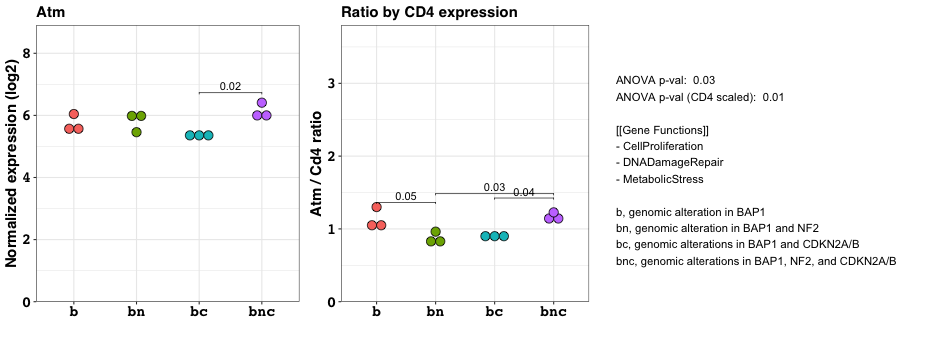 Atm
Normalized expression (log2)
8
6
4
2
0
0.02
b
bn
bc
bnc
Ratio by CD4 expression
Atm / Cd4 ratio
3
2
1
0
0.05
0.03
0.04
b
bn
bc
bnc
ANOVA p-val:  0.03
ANOVA p-val (CD4 scaled):  0.01
[[Gene Functions]]
- CellProliferation
- DNADamageRepair
- MetabolicStress
b, genomic alteration in BAP1
bn, genomic alteration in BAP1 and NF2
bc, genomic alterations in BAP1 and CDKN2A/B
bnc, genomic alterations in BAP1, NF2, and CDKN2A/B